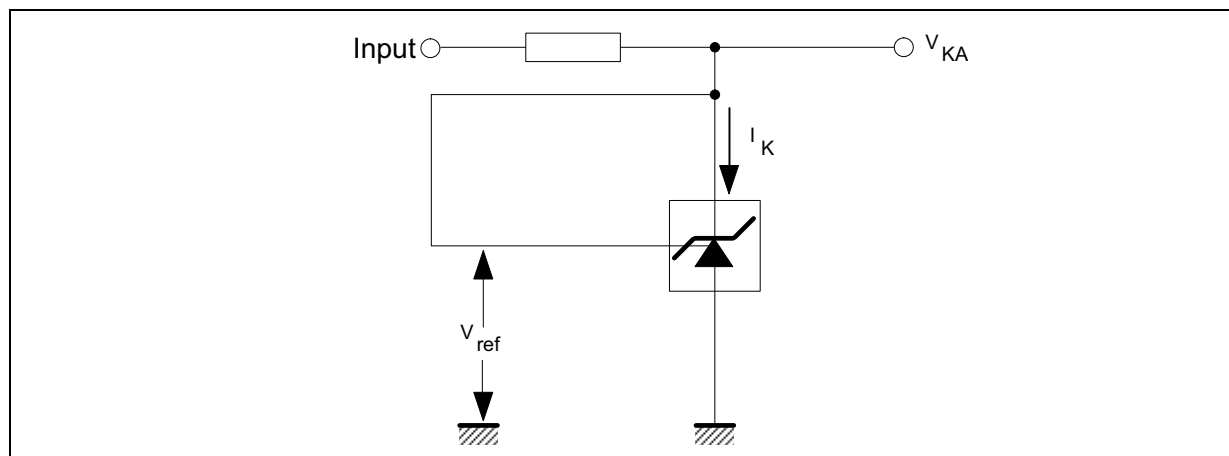 Input
V KA
I K
V ref